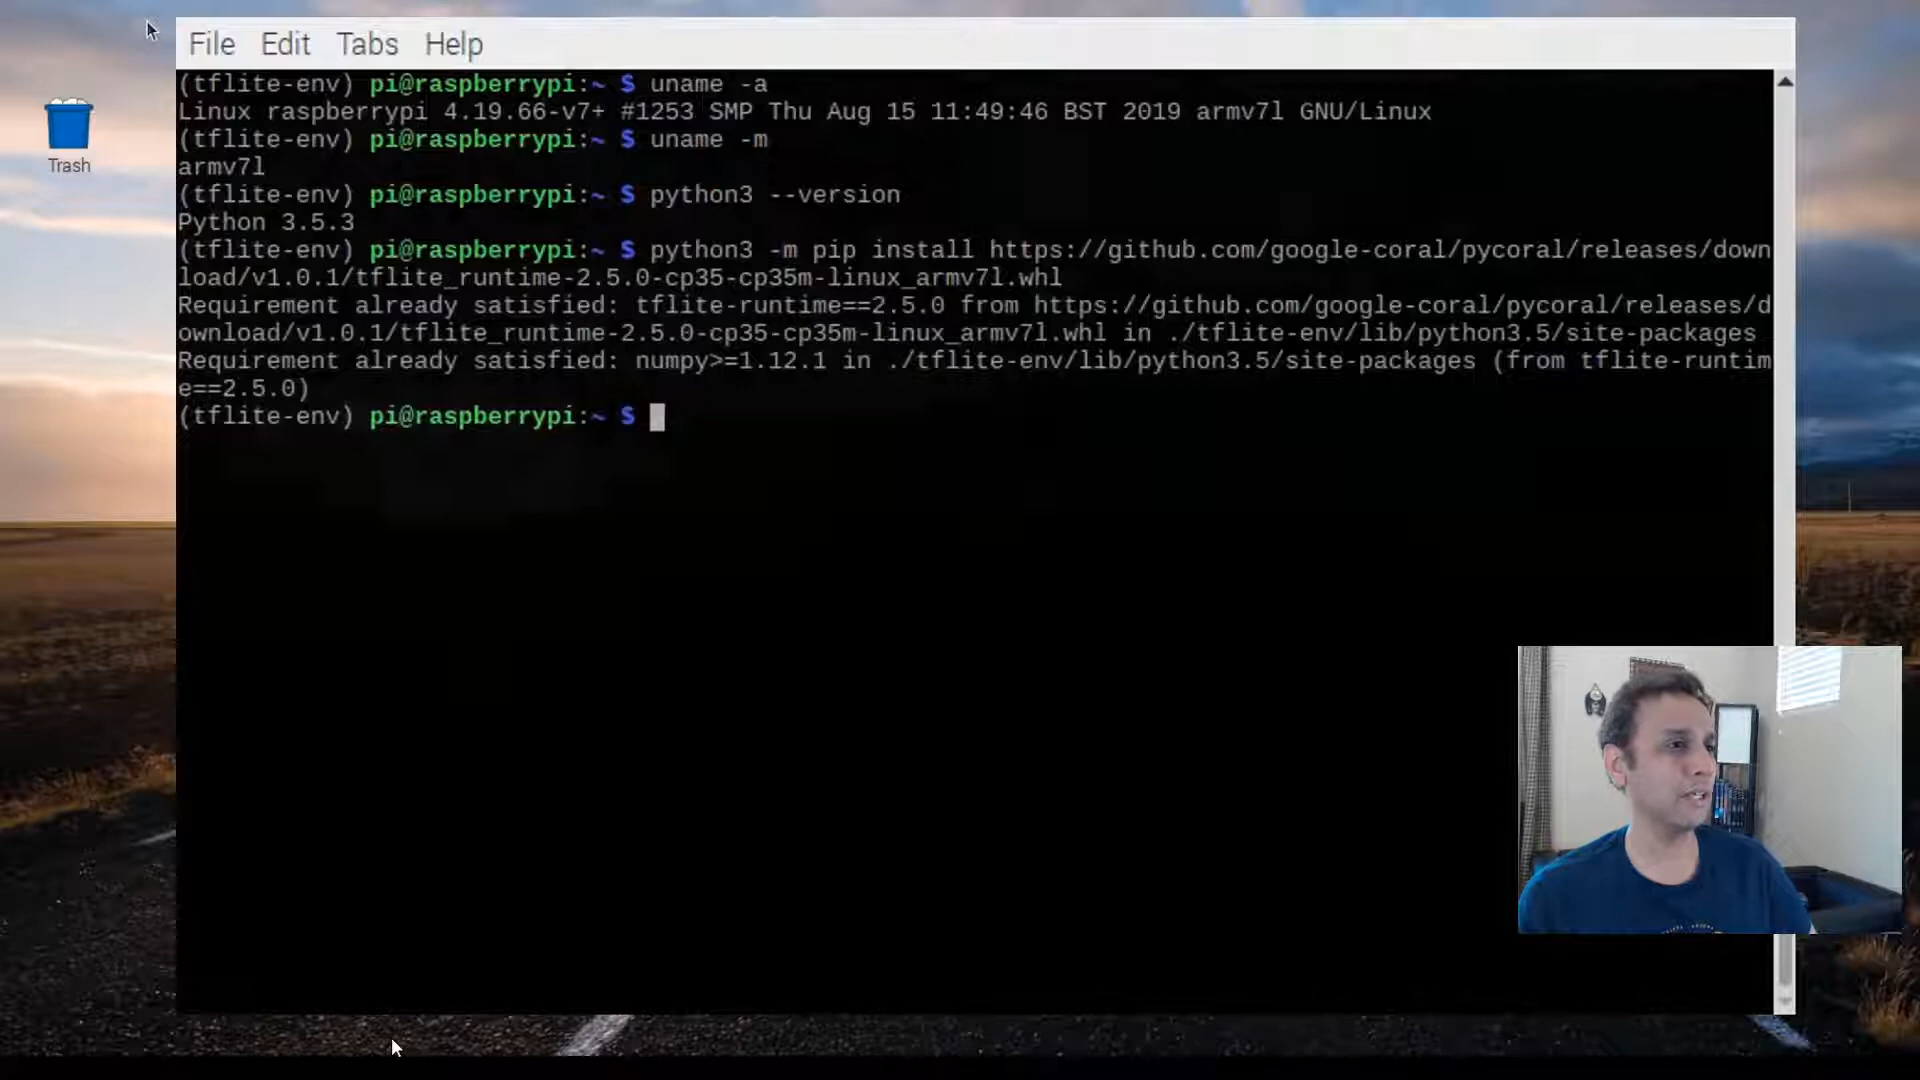 File Edit Tabs Help
(tflite-env) pi@raspberrypi:~ $ uname -a
Linux raspberrypi 4.19.66-v7+ #1253 SMP Thu Aug 15 11:49:46 BST 2019 armv7l GNU/Linux
(tflite-env) pi@raspberrypi:~ $ uname -m
armv7l
(tflite-env) pi@raspberrypi:~ $ python3 --version
Python 3.5.3
(tflite-env) pi@raspberrypi:~ $ python3 -m pip install https://github.com/google-coral/pycoral/releases/down
load/v1.0.1/tflite_runtime-2.5.0-cp35-cp35m-linux_armv7l.whl
Requirement already satisfied: tflite-runtime==2.5.0 from https://github.com/google-coral/pycoral/releases/d
ownload/v1.0.1/tflite_runtime-2.5.0-cp35-cp35m-linux_armv7l.whl in ./tflite-env/lib/python3.5/site-packages
Requirement already satisfied: numpy>=1.12.1 in ./tflite-env/lib/python3.5/site-packages (from tflite-runtim
e==2.5.0)
(tflite-env) pi@raspberrypi:~ $
Trash